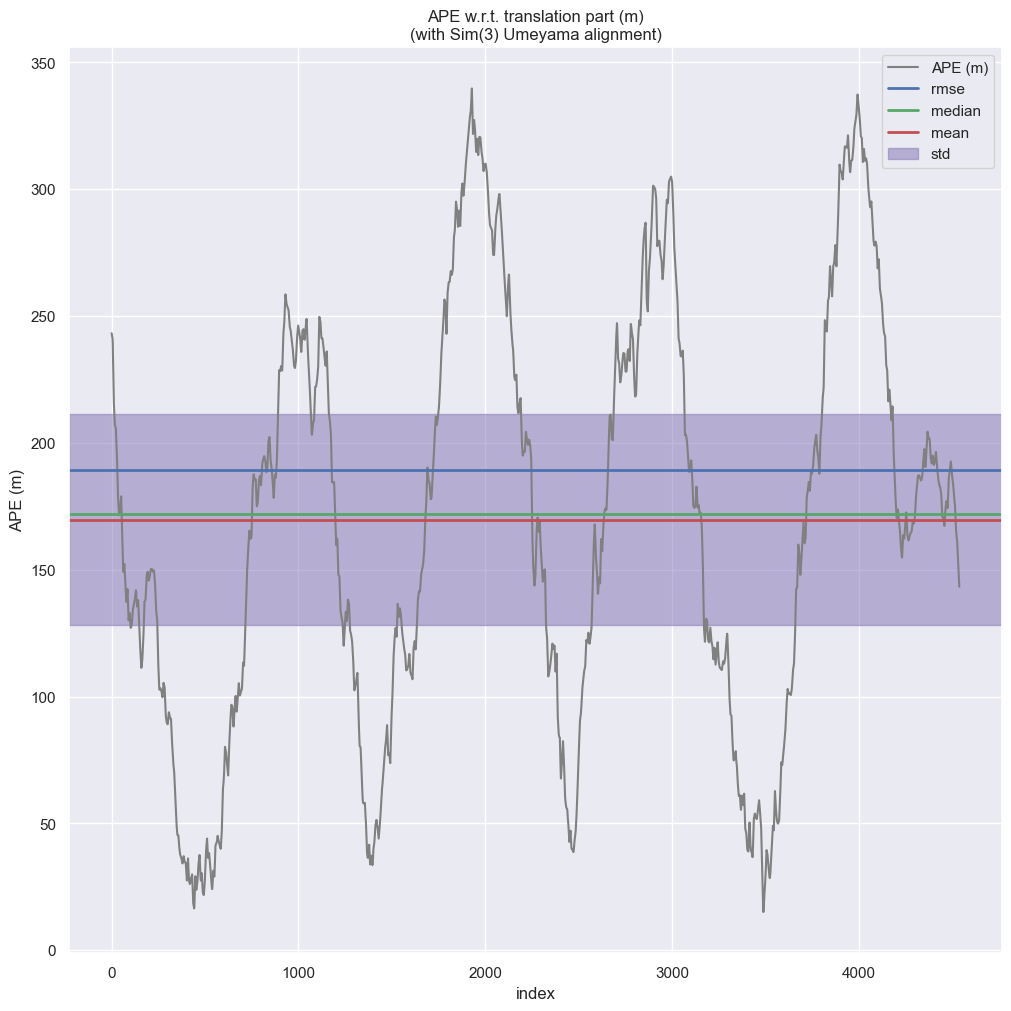 APE w.r.t. translation part (m)
(with Sim(3) Umeyama alignment)
APE (m)
rmse
median
mean
std
350
300
250
200
150
100
50
0
APE (m)
0
1000
2000
3000
4000
index